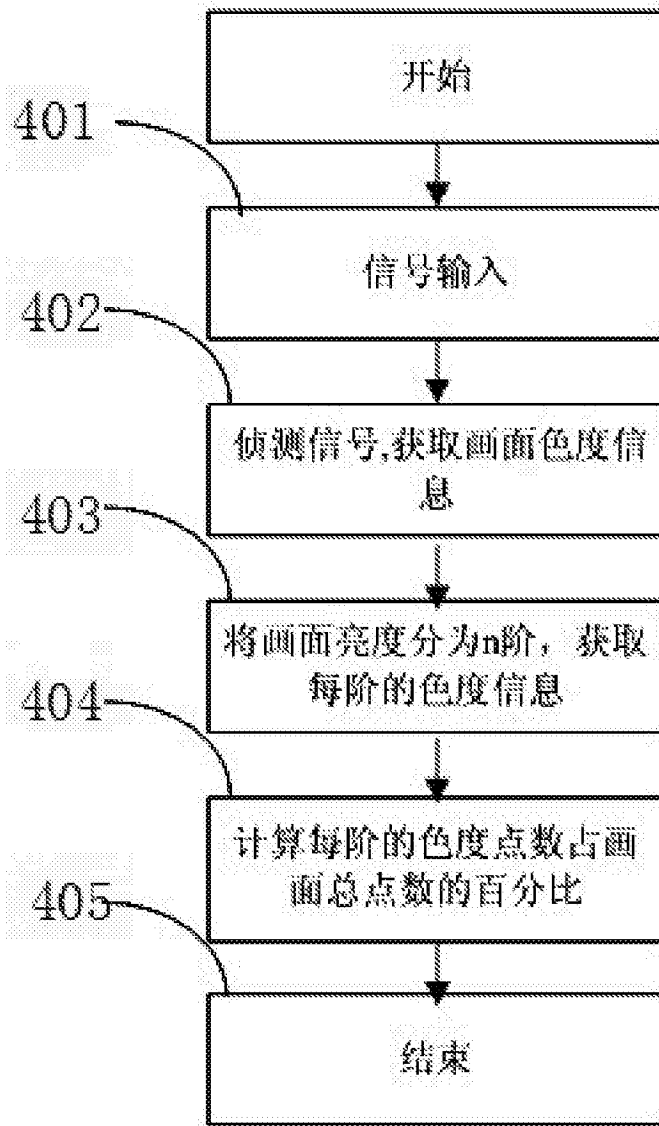 开始
401
信号输入
402
侦测信号,获取画面色度信
息
403
将画面亮度分为n阶，获取
每阶的色度信息
404
计算每阶的色度点数占画
面总点数的百分比
405
结束